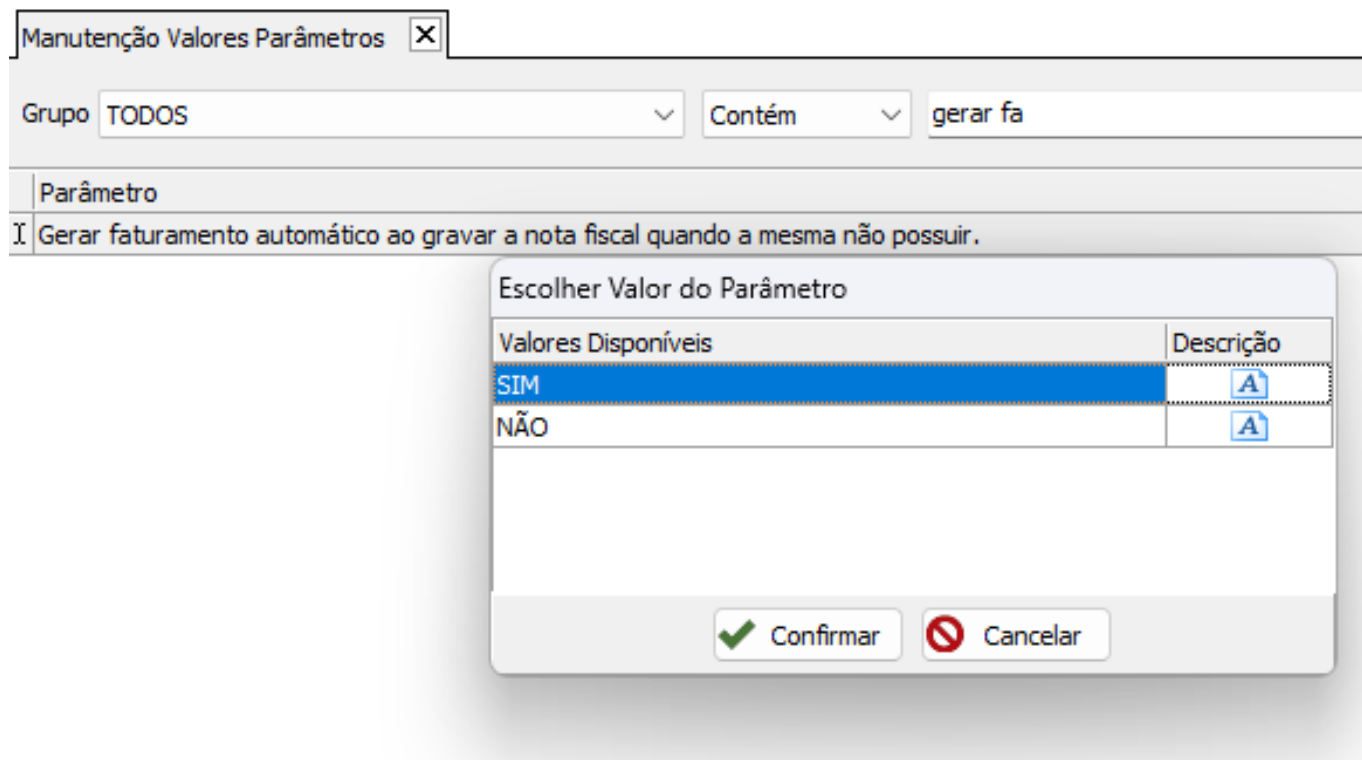 Manutenção Valores Parâmetros
Grupo TODOS Contém gerar fa
Parâmetro
Gerar faturamento automático ao gravar a nota fiscal quando a mesma não possuir.
Escolher Valor do Parâmetro
Valores Disponíveis Descrição
SIM A
NÃO A
Confirmar Cancelar